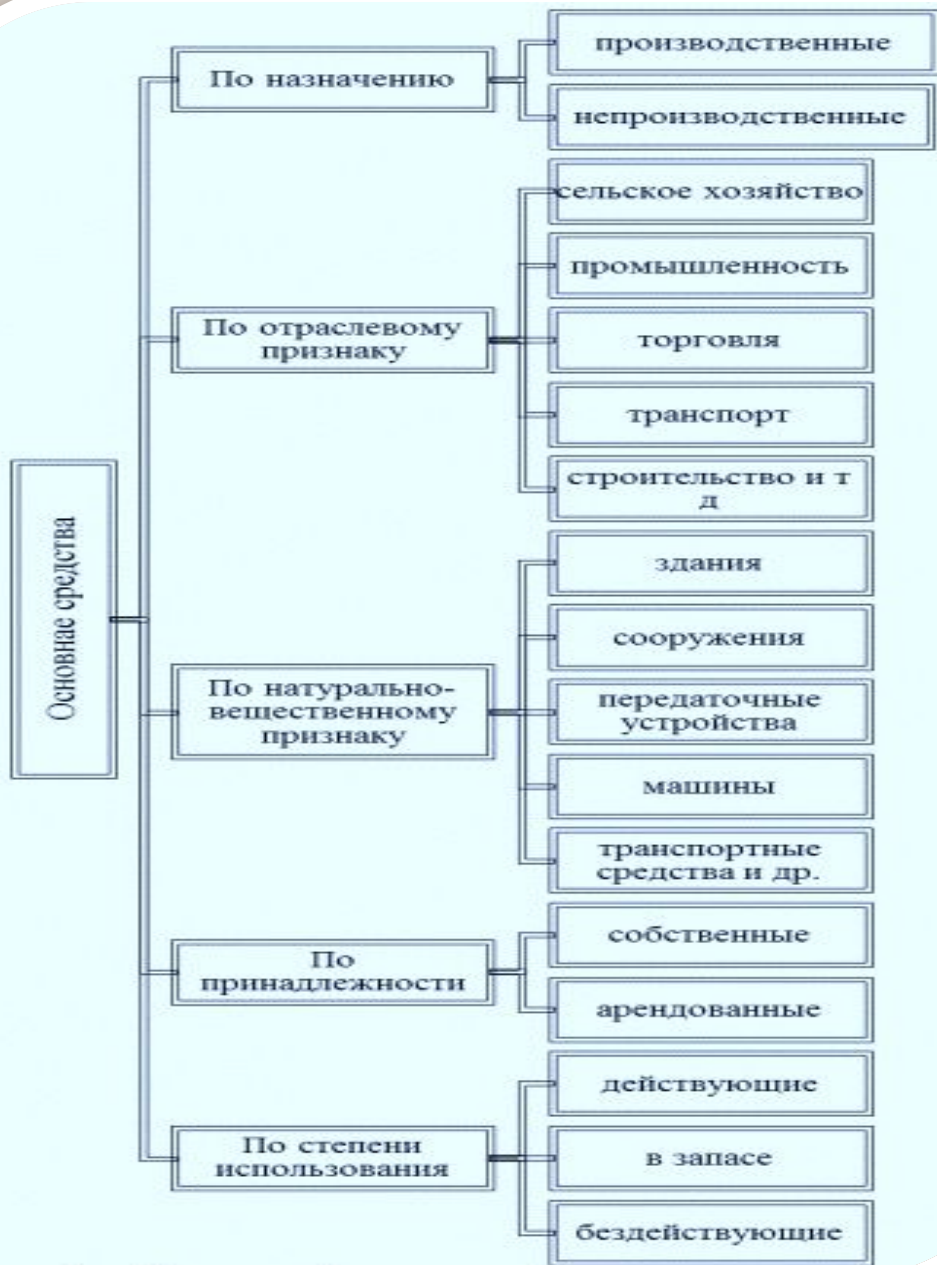 Основнае средства
По назначению
производственные
непроизводственные
По отраслевому
признаку
сельское хозяйство
промышленность
торговля
транспорт
строительство и т
д
По натурально-
вещественному
признаку
здания
сооружения
передаточные
устройства
машины
транспортные
средства и др.
По
принадлежности
собственные
арендованные
По степени
использования
действующие
в запасе
бездействующие